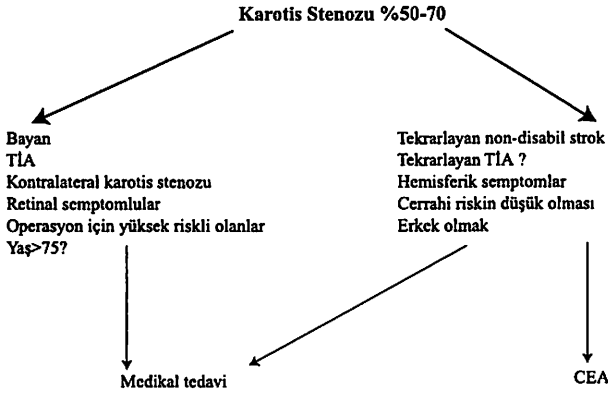 Karotis Stenozu %50-70
Bayan
TİA
Kontralateral karotis stenozu
Retinal semptomlular
Operasyon için yüksek riskli olanlar
Yaş>75?
Tekrarlayan non-disabil strok
Tekrarlayan TİA ?
Hemisferik semptomlar
Cerrahi riskin düşük olması
Erkek olmak
Medikal tedavi
CEA